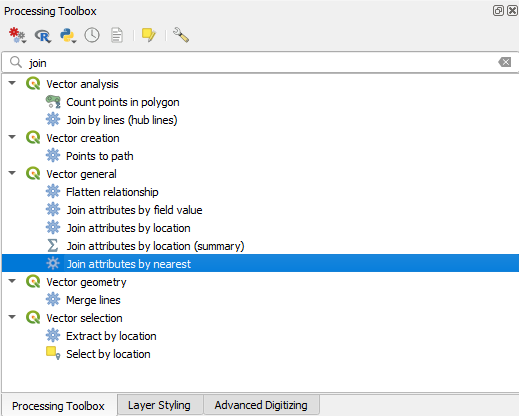 Processing Toolbox
join
Vector analysis
Count points in polygon
Join by lines (hub lines)
Vector creation
Points to path
Vector general
Flatten relationship
Join attributes by field value
Join attributes by location
Join attributes by location (summary)
Join attributes by nearest
Vector geometry
Merge lines
Vector selection
Extract by location
Select by location
Processing Toolbox Layer Styling Advanced Digitizing